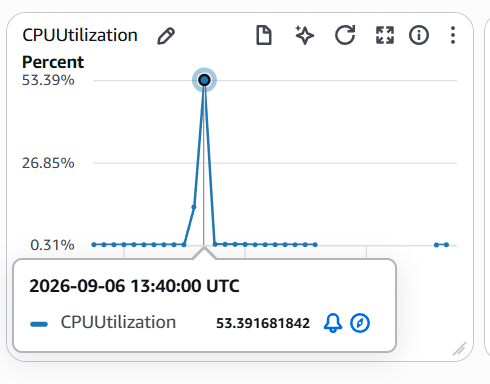 CPUUtilization
Percent
53.39%
26.85%
0.31%
2026-09-06 13:40:00 UTC
CPUUtilization 53.391681842